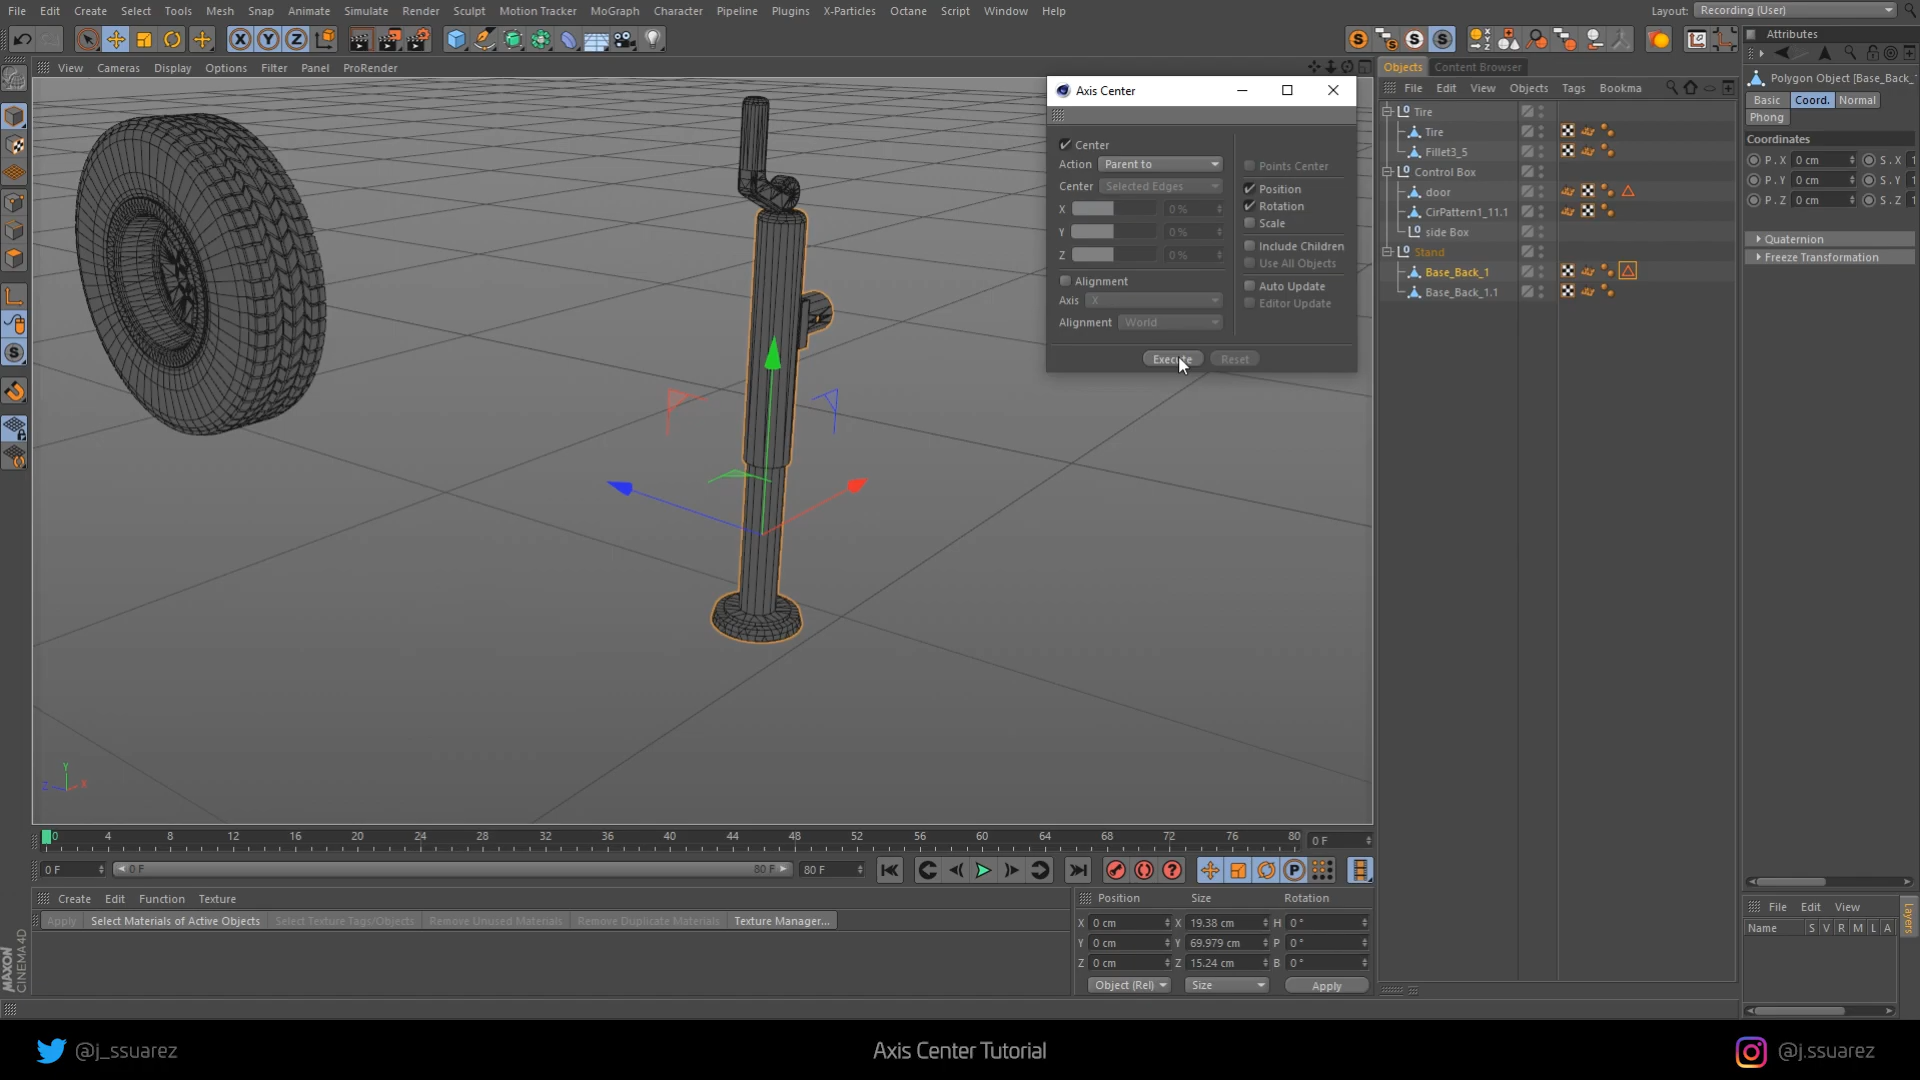 File Edit Create Select Tools Mesh Snap Animate Simulate Render Sculpt Motion Tracker MoGraph Character Pipeline Plugins X-Particles Octane Script Window Help
Layout: Recording (User)
Attributes
View Cameras Display Options Filter Panel ProRender
Objects Content Browser
Polygon Object [Base_Back_
File Edit View Objects Tags Bookma
Basic Coord. Normal
Phong
Axis Center
Center
Action Parent to
Center Selected Edges
X 0 %
Y 0 %
Z 0 %
Alignment
Axis X
Alignment World
Points Center
Position
Rotation
Scale
Include Children
Use All Objects
Auto Update
Editor Update
Execute Reset
Tire
Tire
Fillet3_5
Control Box
door
CirPattern1_11.1
side Box
Stand
Base_Back_1
Base_Back_1.1
Coordinates
P . X 0 cm S . X 1
P . Y 0 cm S . Y 1
P . Z 0 cm S . Z 1
Quaternion
Freeze Transformation
Y
Z X
0 4 8 12 16 20 24 28 32 36 40 44 48 52 56 60 64 68 72 76 80 0 F
0 F 0 F 80 F 80 F
Create Edit Function Texture
Apply Select Materials of Active Objects Select Texture Tags/Objects Remove Unused Materials Remove Duplicate Materials Texture Manager...
Position Size Rotation
X 0 cm X 19.38 cm H 0 °
Y 0 cm Y 69.979 cm P 0 °
Z 0 cm Z 15.24 cm B 0 °
Object (Rel) Size Apply
File Edit View
Name S V R M L A
Layers
MAXON
CINEMA 4D
@j_ssuarez
Axis Center Tutorial
@j.ssuarez